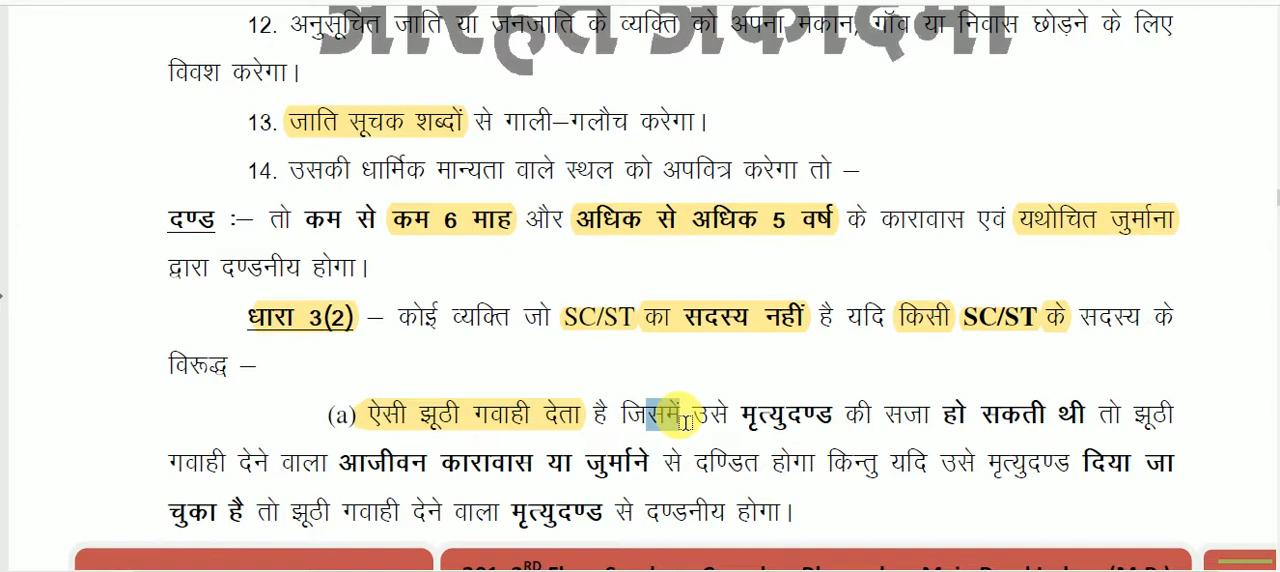 12. अनुसूचित जाति या जनजाति के व्यक्ति को अपना मकान, गॉव या निवास छोड़ने के लिए
विवश करेगा।
13. जाति सूचक शब्दों से गाली–गलौच करेगा।
14. उसकी धार्मिक मान्यता वाले स्थल को अपवित्र करेगा तो –
दण्ड :– तो कम से कम 6 माह और अधिक से अधिक 5 वर्ष के कारावास एवं यथोचित जुर्माना
द्वारा दण्डनीय होगा।
धारा 3(2) – कोई व्यक्ति जो SC/ST का सदस्य नहीं है यदि किसी SC/ST के सदस्य के
विरूद्ध –
(a) ऐसी झूठी गवाही देता है जिसमें उसे मृत्युदण्ड की सजा हो सकती थी तो झूठी
गवाही देने वाला आजीवन कारावास या जुर्माने से दण्डित होगा किन्तु यदि उसे मृत्युदण्ड दिया जा
चुका है तो झूठी गवाही देने वाला मृत्युदण्ड से दण्डनीय होगा।